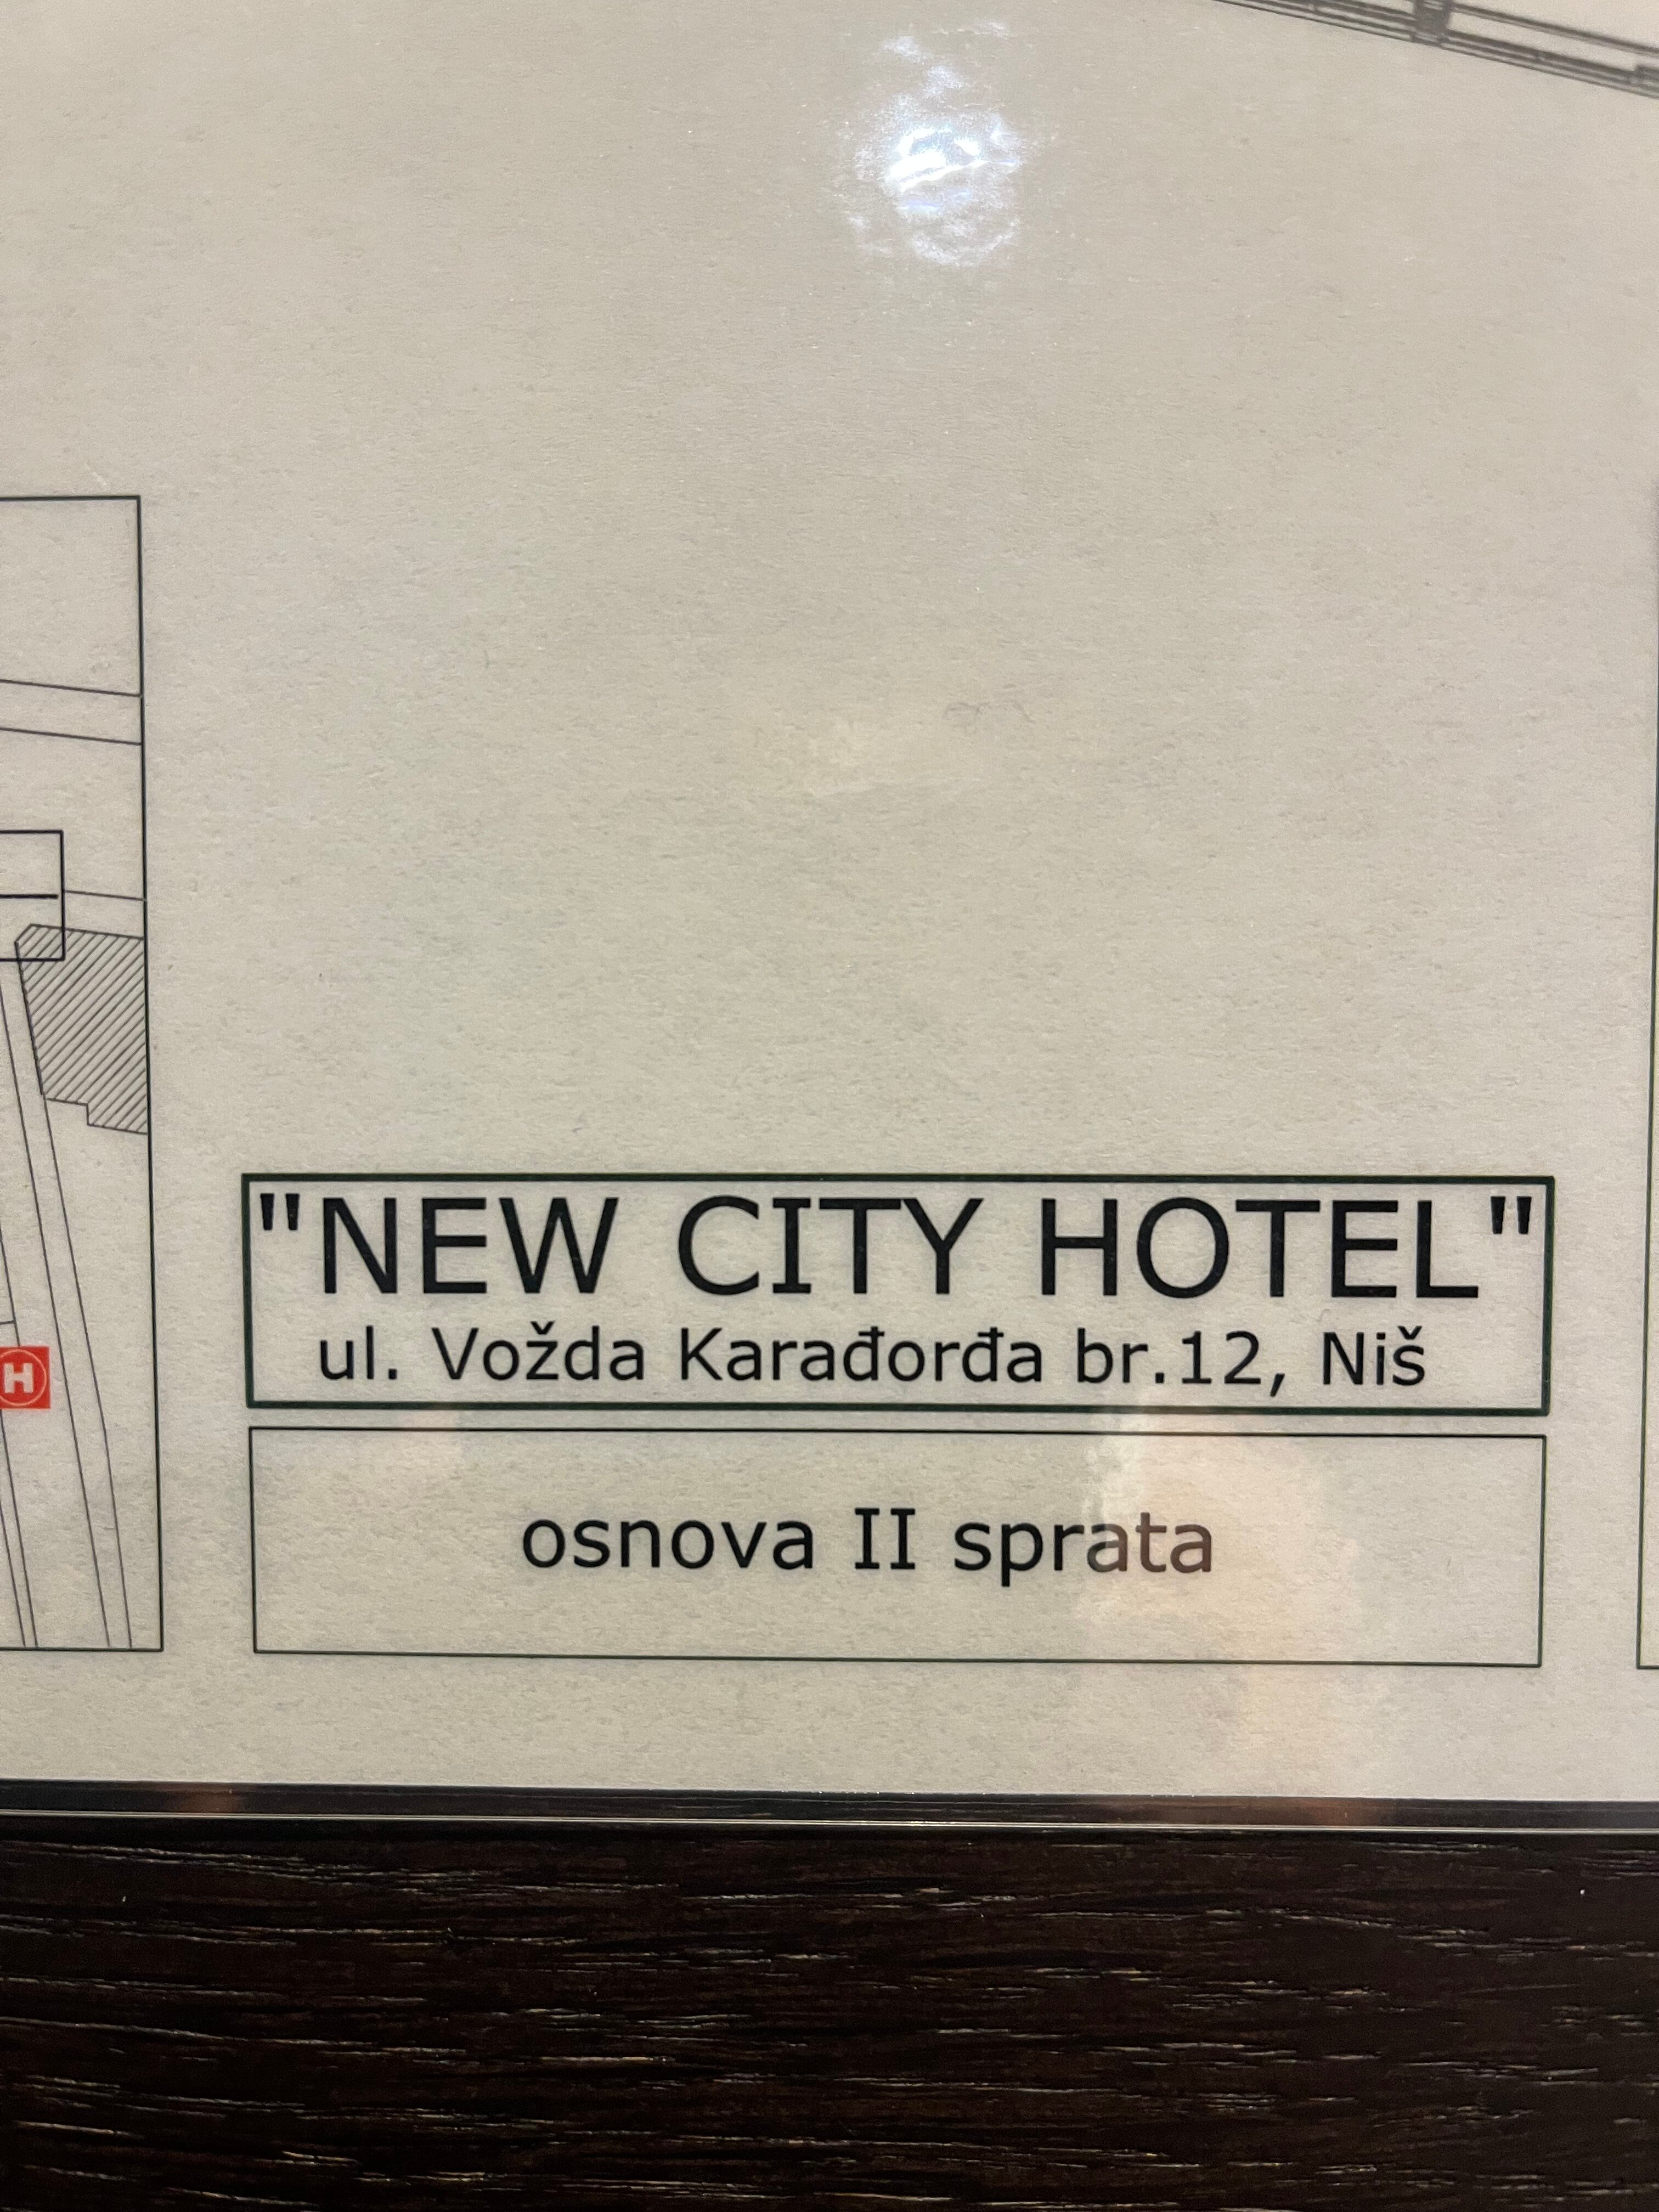 "NEW CITY HOTEL"
ul. Vožda Karađorđa br.12, Niš
H
osnova II sprata